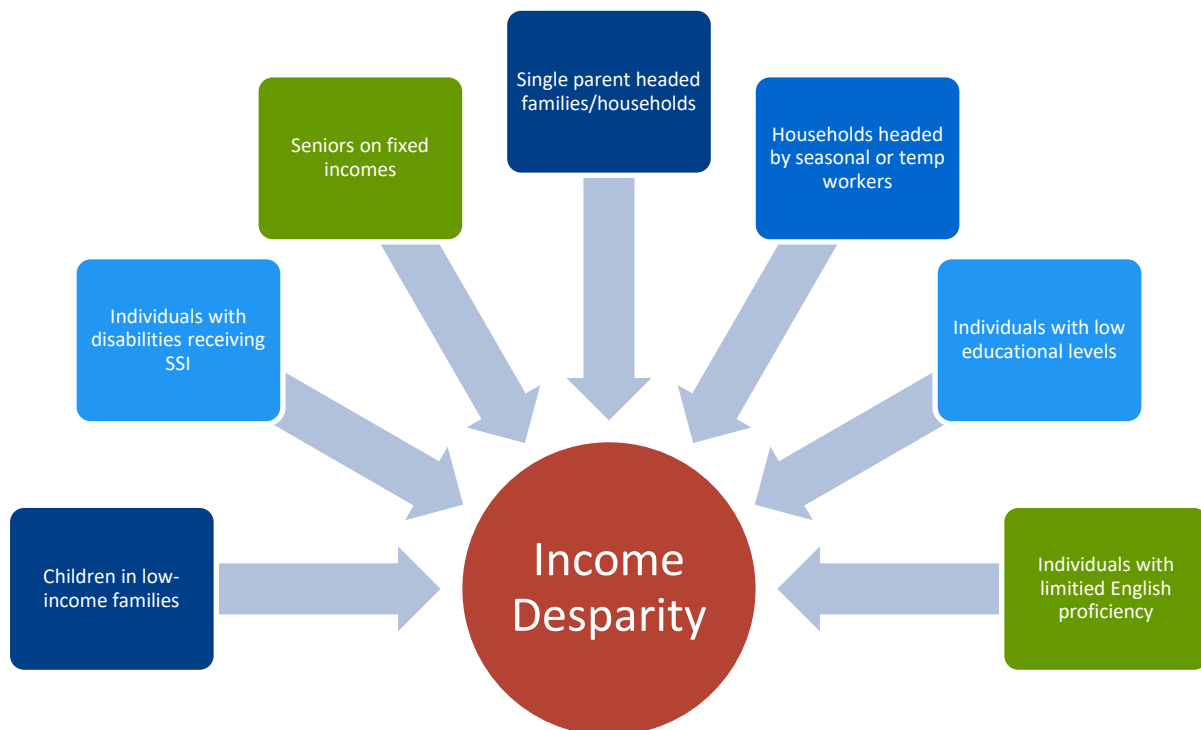 Single parent headed
families/households
Seniors on fixed
incomes
Households headed
by seasonal or temp
workers
Individuals with
disabilities receiving
SSI
Individuals with low
educational levels
Children in low-
income families
Income
Desparity
Individuals with
limitied English
proficiency